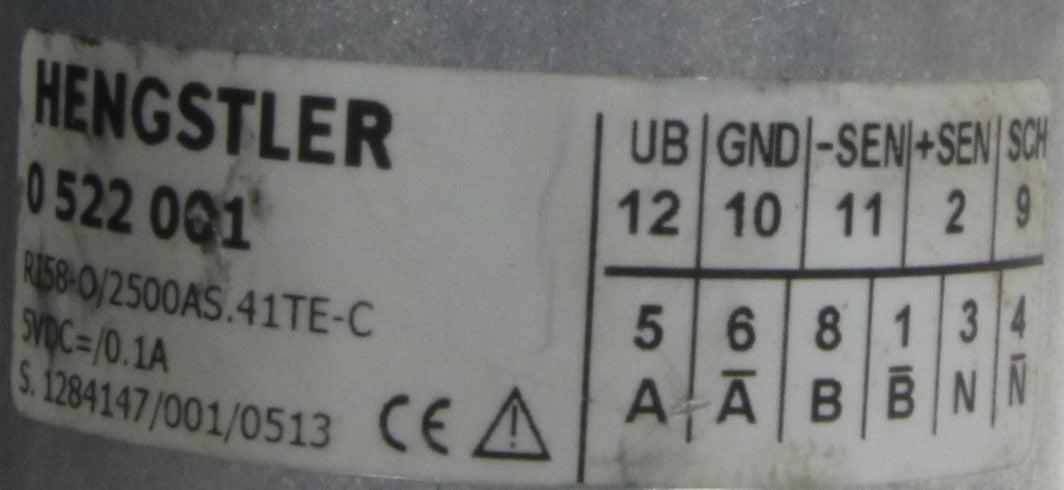 HENGSTLER
0 522 001
RI58-O/2500AS.41TE-C
5VDC=/0.1A
S. 1284147/001/0513
CE
UB GND -SEN +SEN SCH
12 10 11 2 9
5 6 8 1 3 4
A A̅ B B̅ N N̅